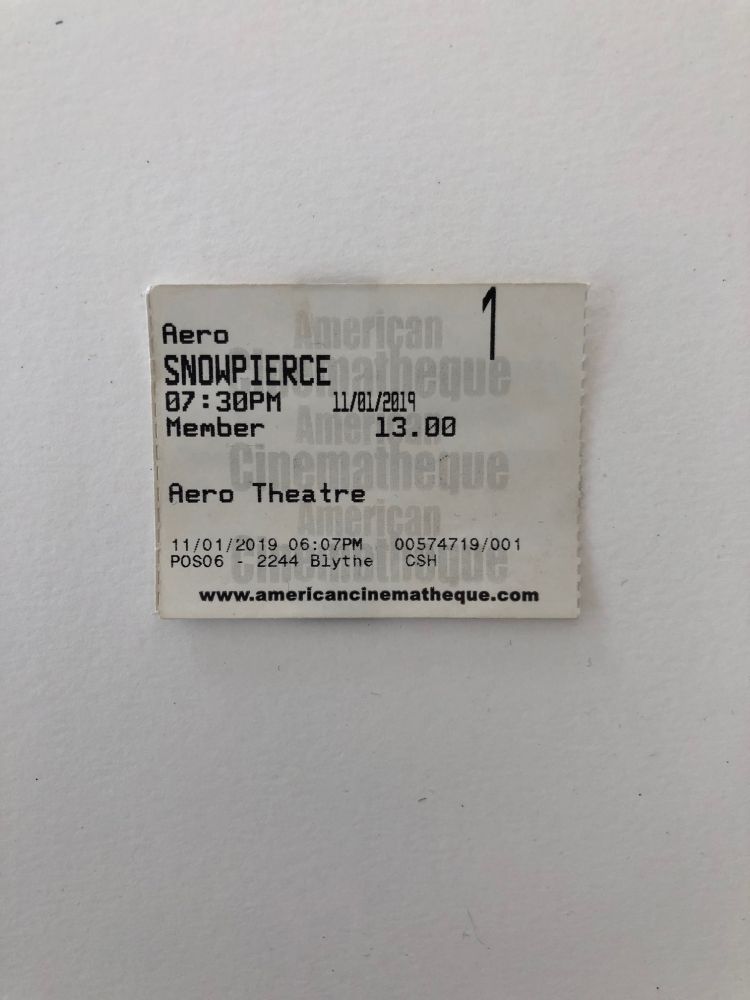 American
Cinematheque
American
Cinematheque
American
Cinematheque
1
Aero
SNOWPIERCE
07:30PM 11/01/2019
Member 13.00
Aero Theatre
11/01/2019 06:07PM 00574719/001
POS06 - 2244 Blythe CSH
www.americancinematheque.com